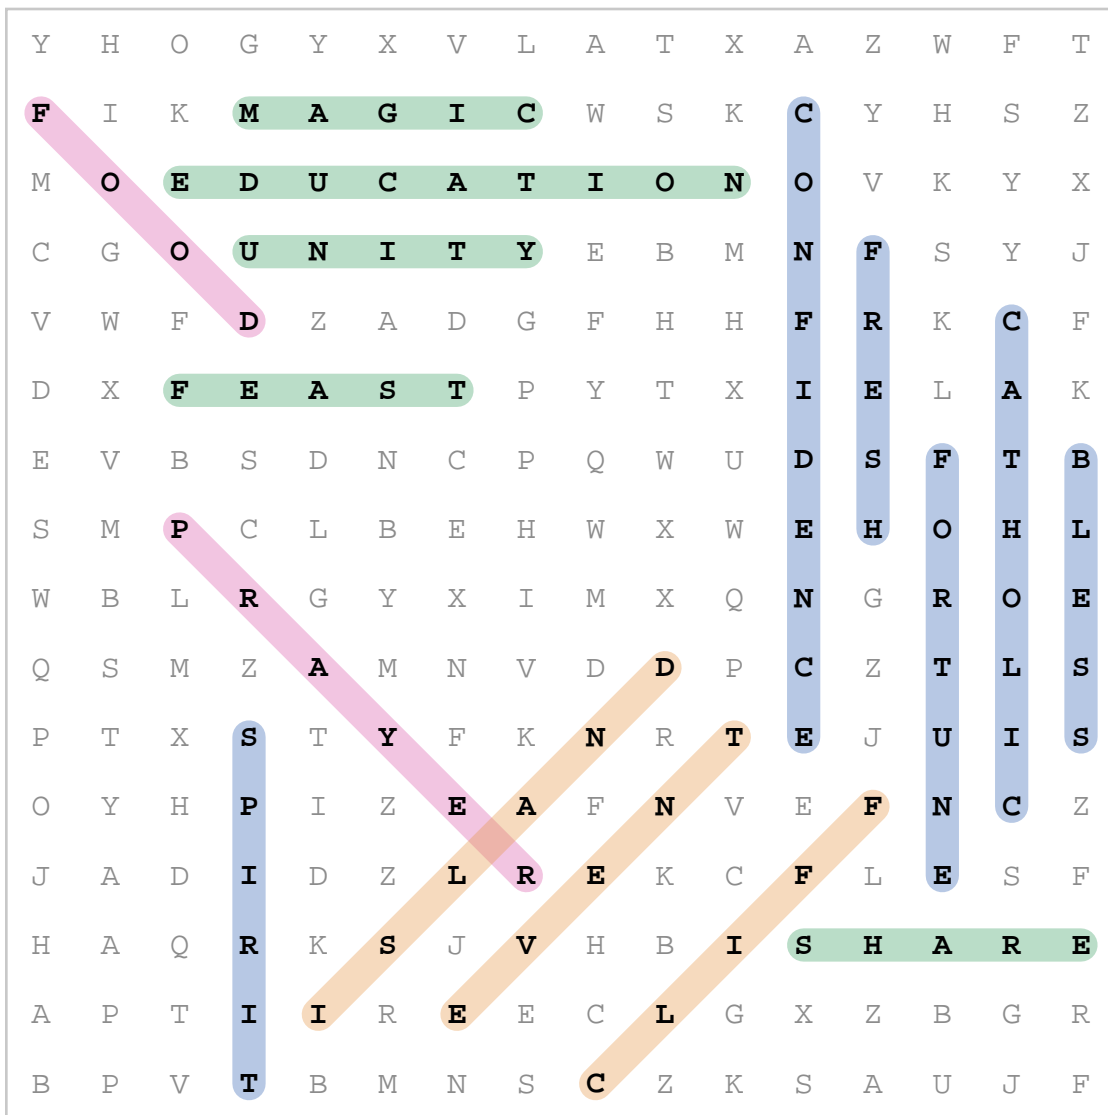 Y H O G Y X V L A T X A Z W F T
F I K M A G I C W S K C Y H S Z
M O E D U C A T I O N O V K Y X
C G O U N I T Y E B M N F S Y J
V W F D Z A D G F H H F R K C F
D X F E A S T P Y T X I E L A K
E V B S D N C P Q W U D S F T B
S M P C L B E H W X W E H O H L
W B L R G Y X I M X Q N G R O E
Q S M Z A M N V D D P C Z T L S
P T X S T Y F K N R T E J U I S
O Y H P I Z E A F N V E F N C Z
J A D I D Z L R E K C F L E S F
H A Q R K S J V H B I S H A R E
A P T I I R E E C L G X Z B G R
B P V T B M N S C Z K S A U J F